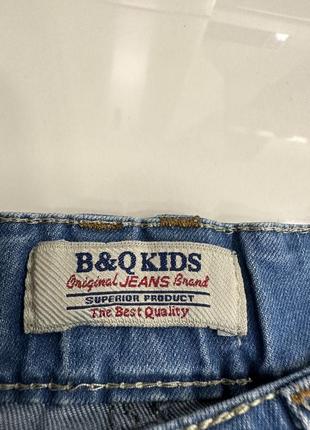 B&Q KIDS
Original JEANS Brand
SUPERIOR PRODUCT
The Best Quality